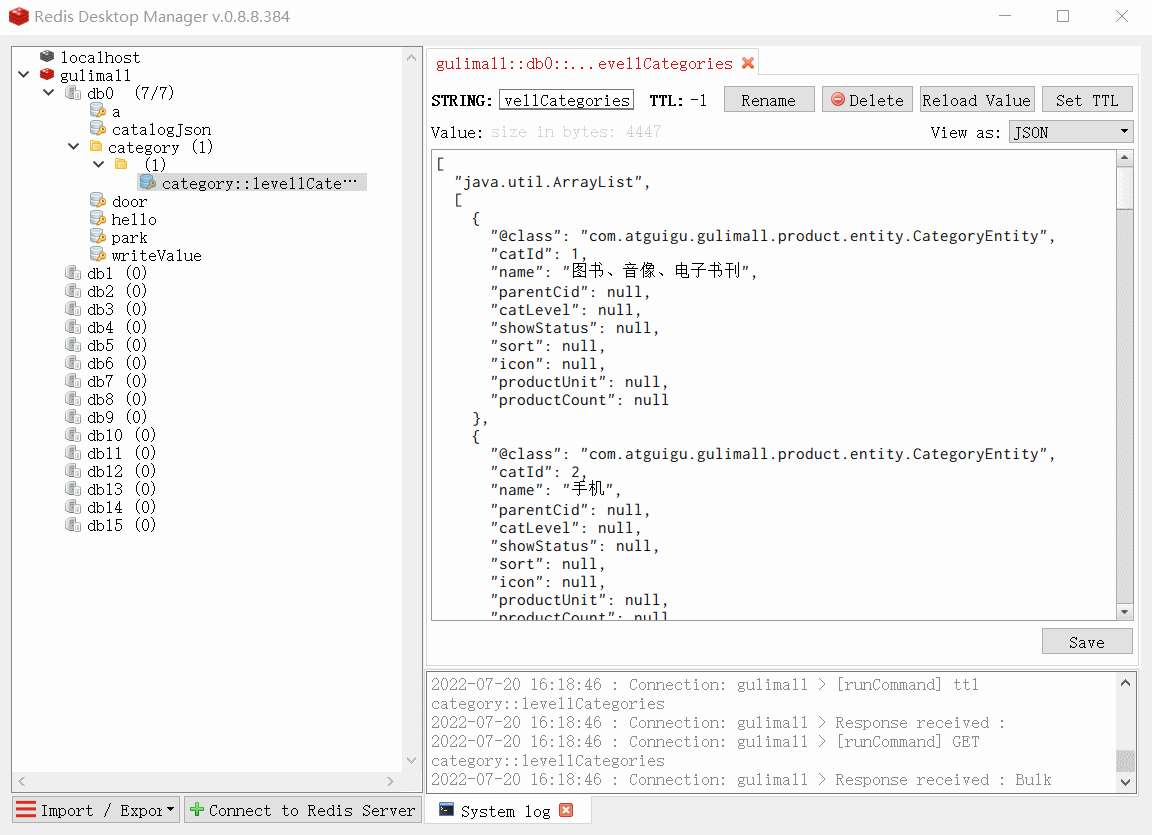 Redis Desktop Manager v.0.8.8.384
localhost
gulimall
db0 (7/7)
a
catalogJson
category (1)
(1)
category::level1Cate···
door
hello
park
writeValue
db1 (0)
db2 (0)
db3 (0)
db4 (0)
db5 (0)
db6 (0)
db7 (0)
db8 (0)
db9 (0)
db10 (0)
db11 (0)
db12 (0)
db13 (0)
db14 (0)
db15 (0)
Import / Expor
Connect to Redis Server
gulimall::db0::...evel1Categories
STRING: vel1Categories TTL: -1 Rename Delete Reload Value Set TTL
Value: size in bytes: 4447 View as: JSON
[
"java.util.ArrayList",
[
{
"@class": "com.atguigu.gulimall.product.entity.CategoryEntity",
"catId": 1,
"name": "图书、音像、电子书刊",
"parentCid": null,
"catLevel": null,
"showStatus": null,
"sort": null,
"icon": null,
"productUnit": null,
"productCount": null
},
{
"@class": "com.atguigu.gulimall.product.entity.CategoryEntity",
"catId": 2,
"name": "手机",
"parentCid": null,
"catLevel": null,
"showStatus": null,
"sort": null,
"icon": null,
"productUnit": null,
"productCount": null
Save
2022-07-20 16:18:46 : Connection: gulimall > [runCommand] ttl
category::level1Categories
2022-07-20 16:18:46 : Connection: gulimall > Response received :
2022-07-20 16:18:46 : Connection: gulimall > [runCommand] GET
category::level1Categories
2022-07-20 16:18:46 : Connection: gulimall > Response received : Bulk
System log